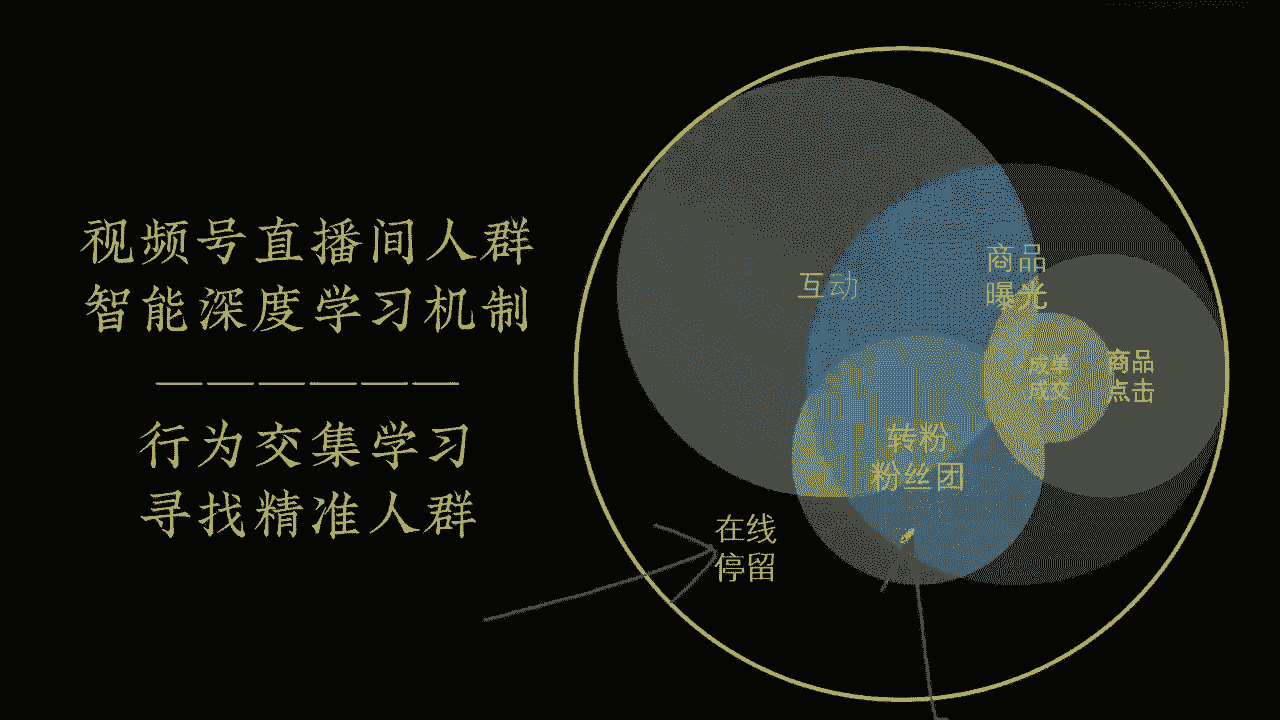 视频号直播间人群
智能深度学习机制
——————
行为交集学习
寻找精准人群
互动
商品
曝光
成单
成交
商品
点击
转粉
粉丝团
在线
停留